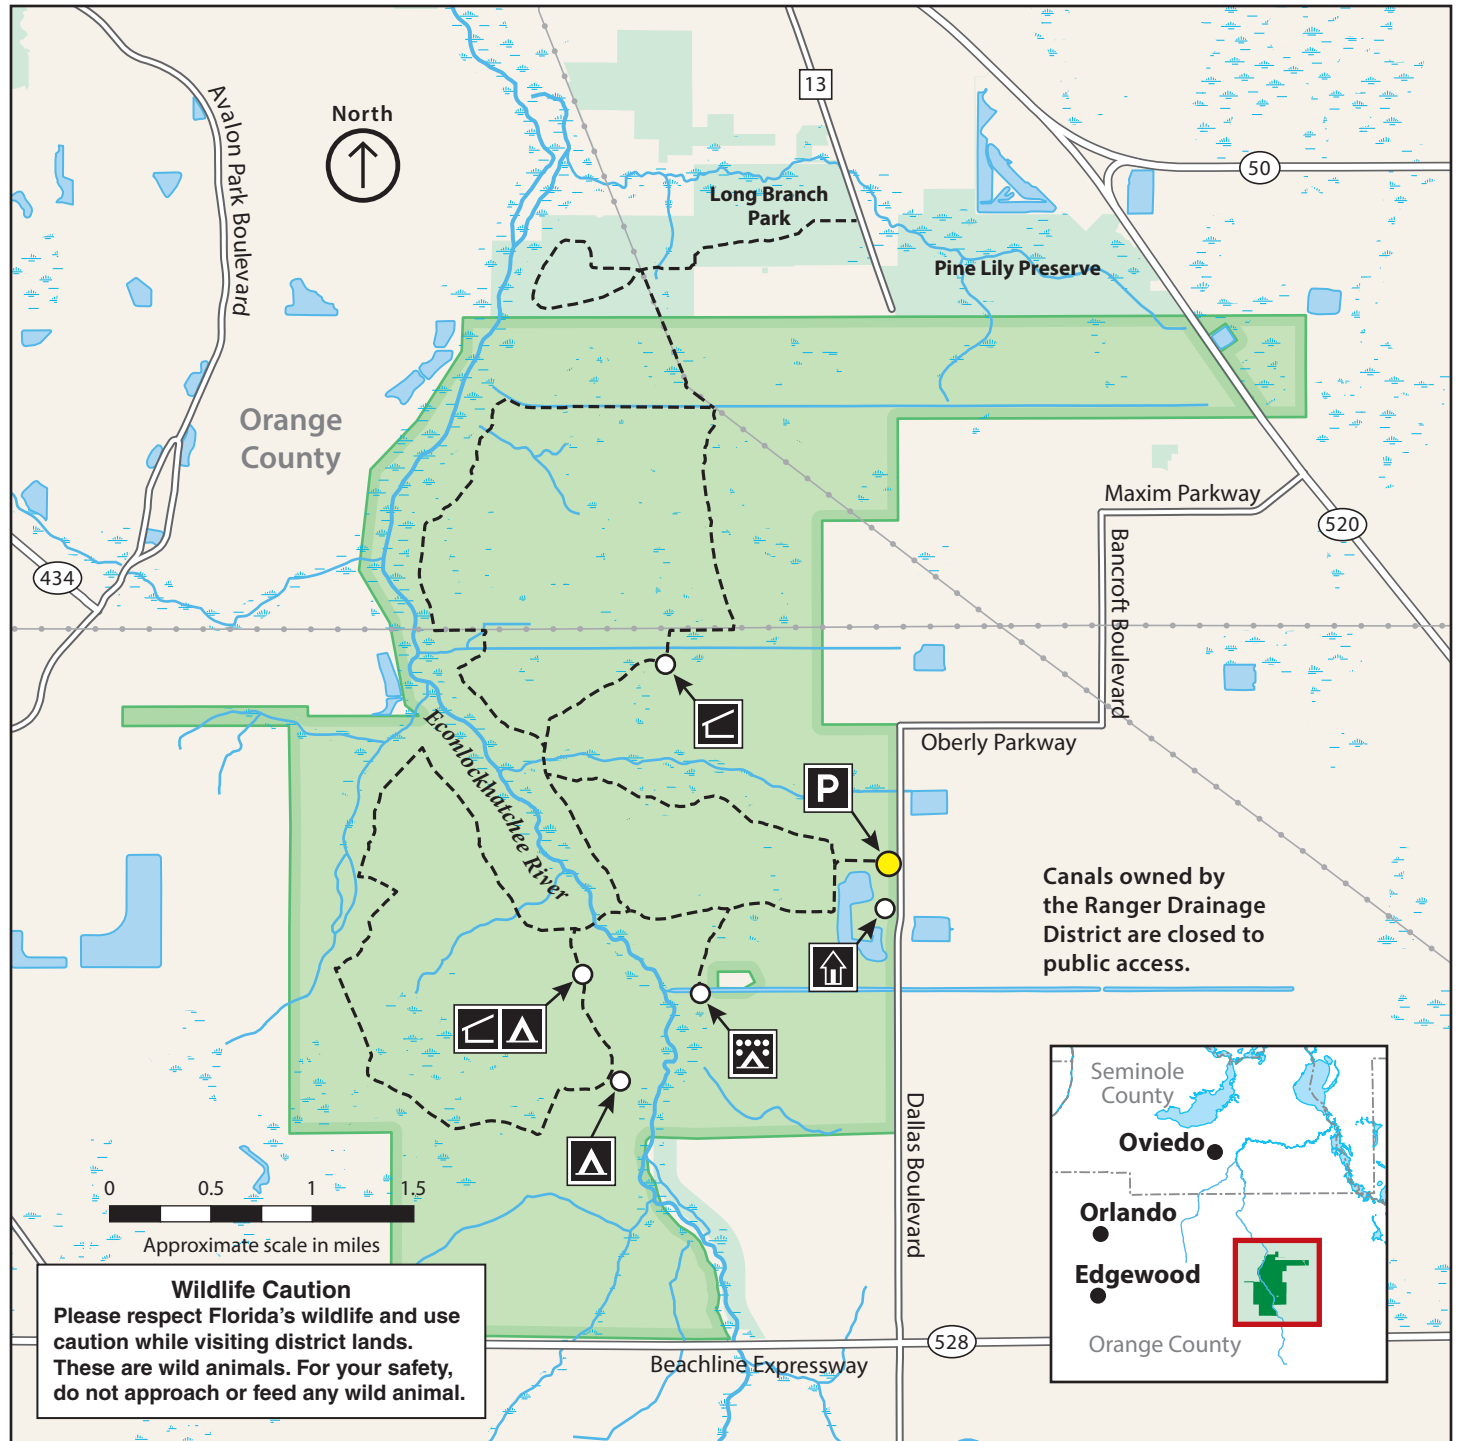 13
50
Avalon Park Boulevard
North
Long Branch
Park
Pine Lily Preserve
Orange
County
Maxim Parkway
520
Bancroft Boulevard
434
Econlockhatchee River
Oberly Parkway
P
Canals owned by
the Ranger Drainage
District are closed to
public access.
Dallas Boulevard
0 0.5 1 1.5
Approximate scale in miles
Wildlife Caution
Please respect Florida’s wildlife and use
caution while visiting district lands.
These are wild animals. For your safety,
do not approach or feed any wild animal.
528
Beachline Expressway
Seminole
County
Oviedo
Orlando
Edgewood
Orange County